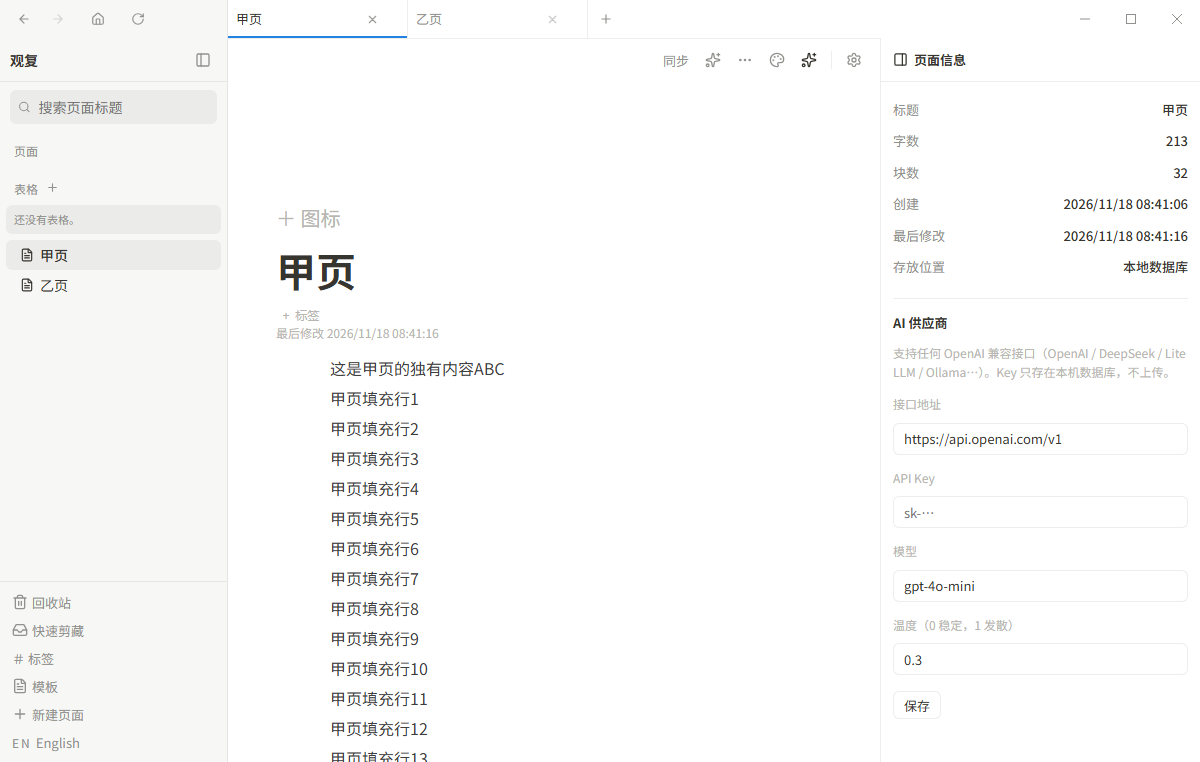 甲页
乙页
观复
搜索页面标题
页面
表格
还没有表格。
甲页
乙页
回收站
快速剪藏
# 标签
模板
新建页面
EN English
同步
图标
甲页
+ 标签
最后修改 2026/11/18 08:41:16
这是甲页的独有内容ABC
甲页填充行1
甲页填充行2
甲页填充行3
甲页填充行4
甲页填充行5
甲页填充行6
甲页填充行7
甲页填充行8
甲页填充行9
甲页填充行10
甲页填充行11
甲页填充行12
甲页填充行13
页面信息
标题 甲页
字数 213
块数 32
创建 2026/11/18 08:41:06
最后修改 2026/11/18 08:41:16
存放位置 本地数据库
AI 供应商
支持任何 OpenAI 兼容接口（OpenAI / DeepSeek / Lite
LLM / Ollama…）。Key 只存在本机数据库，不上传。
接口地址
https://api.openai.com/v1
API Key
sk-…
模型
gpt-4o-mini
温度（0 稳定，1 发散）
0.3
保存